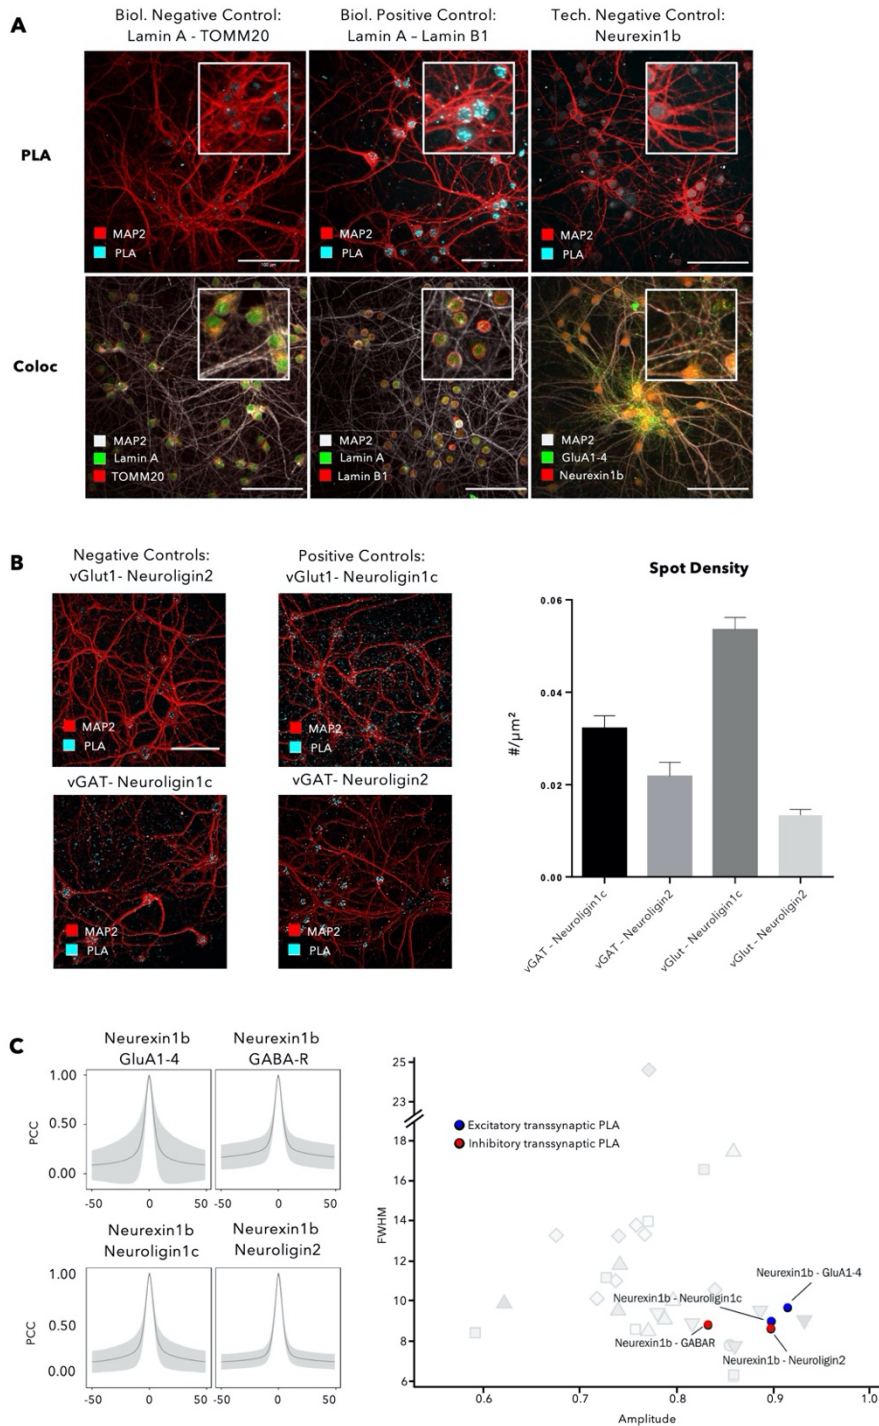 A
Biol. Negative Control:
Lamin A - TOMM20
Biol. Positive Control:
Lamin A – Lamin B1
Tech. Negative Control:
Neurexin1b
PLA
MAP2
PLA
100 µm
MAP2
PLA
MAP2
PLA
Coloc
MAP2
Lamin A
TOMM20
MAP2
Lamin A
Lamin B1
MAP2
GluA1-4
Neurexin1b
B
Negative Controls:
vGlut1- Neuroligin2
Positive Controls:
vGlut1- Neuroligin1c
MAP2
PLA
MAP2
PLA
vGAT- Neuroligin1c
vGAT- Neuroligin2
MAP2
PLA
MAP2
PLA
Spot Density
#/µm²
0.06
0.04
0.02
0.00
vGAT - Neuroligin1c
vGAT – Neuroligin2
vGlut - Neuroligin1c
vGlut– Neuroligin2
C
Neurexin1b
GluA1-4
Neurexin1b
GABA-R
PCC
1.00
0.50
0.00
-50 0 50
-50 0 50
Neurexin1b
Neuroligin1c
Neurexin1b
Neuroligin2
PCC
1.00
0.50
0.00
-50 0 50
-50 0 50
FWHM
25
23
18
16
14
12
10
8
6
Excitatory transsynaptic PLA
Inhibitory transsynaptic PLA
Neurexin1b - GluA1-4
Neurexin1b - Neuroligin1c
Neurexin1b - GABAR
Neurexin1b - Neuroligin2
0.6 0.7 0.8 0.9 1.0
Amplitude